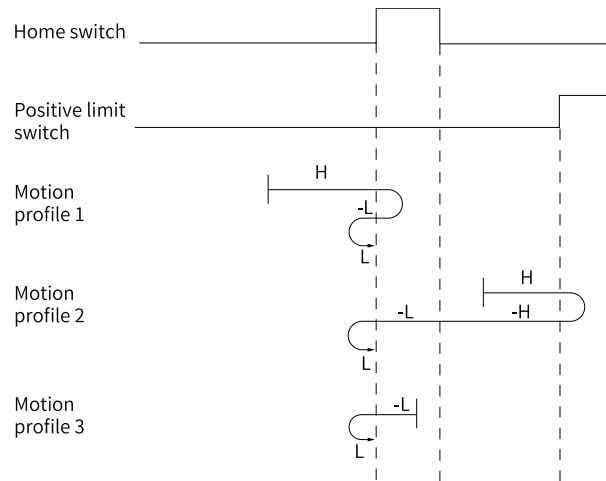 Home switch
Positive limit
switch
Motion
profile 1
H
-L
L
Motion
profile 2
H
-L
-H
L
Motion
profile 3
-L
L